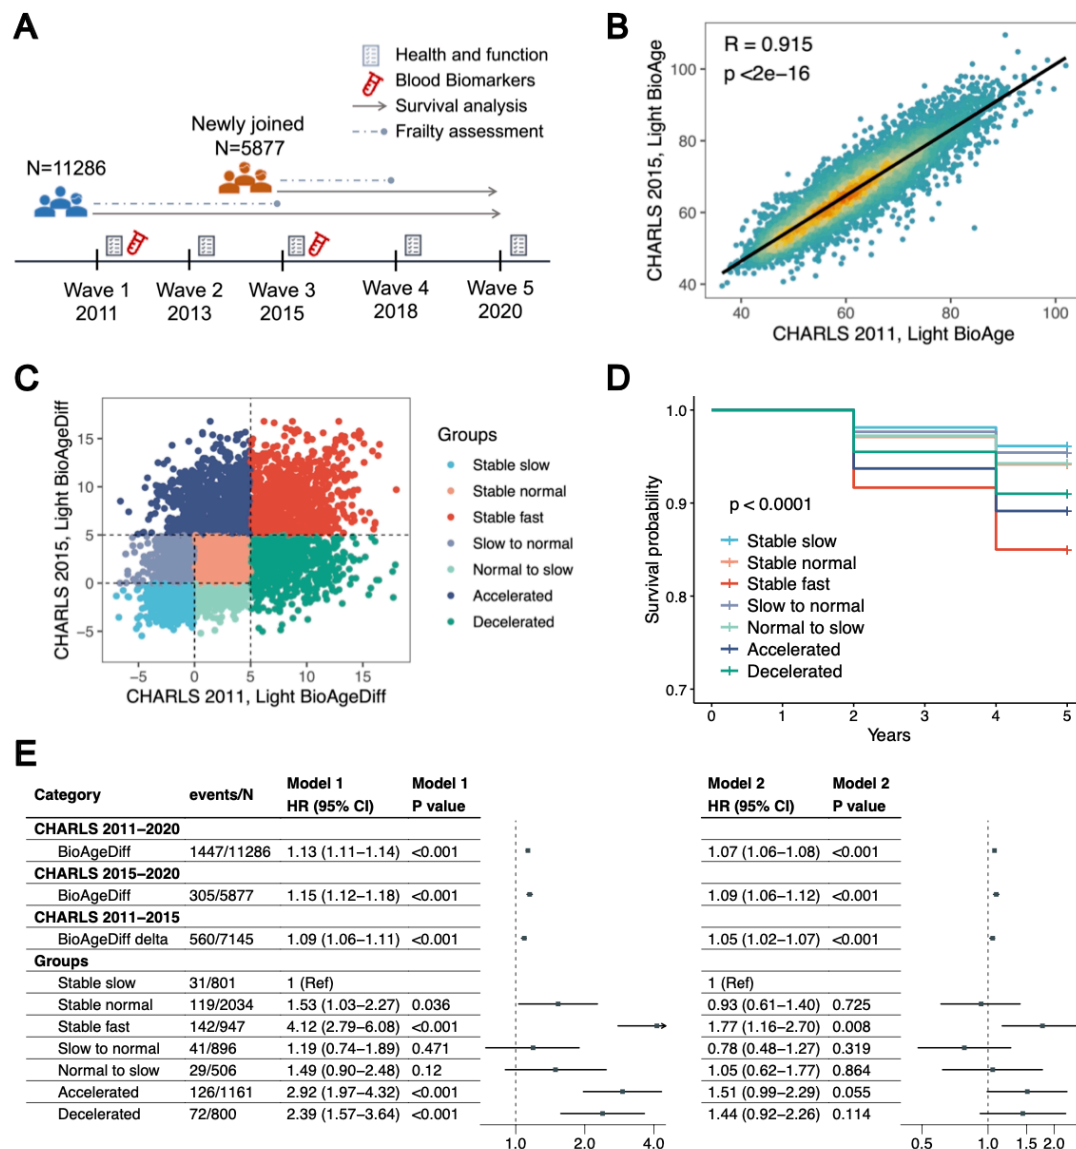 A
Health and function
Blood Biomarkers
Survival analysis
Frailty assessment
Newly joined
N=5877
N=11286
Wave 1
2011
Wave 2
2013
Wave 3
2015
Wave 4
2018
Wave 5
2020
B
R = 0.915
p <2e−16
CHARLS 2015, Light BioAge
100
80
60
40
40 60 80 100
CHARLS 2011, Light BioAge
C
CHARLS 2015, Light BioAgeDiff
15
10
5
0
−5
−5 0 5 10 15
CHARLS 2011, Light BioAgeDiff
Groups
Stable slow
Stable normal
Stable fast
Slow to normal
Normal to slow
Accelerated
Decelerated
D
Survival probability
1.0
0.9
0.8
0.7
p < 0.0001
Stable slow
Stable normal
Stable fast
Slow to normal
Normal to slow
Accelerated
Decelerated
0 1 2 3 4 5
Years
E
Category events/N Model 1 HR (95% CI) Model 1 P value Model 2 HR (95% CI) Model 2 P value
CHARLS 2011−2020
BioAgeDiff 1447/11286 1.13 (1.11−1.14) <0.001 1.07 (1.06−1.08) <0.001
CHARLS 2015−2020
BioAgeDiff 305/5877 1.15 (1.12−1.18) <0.001 1.09 (1.06−1.12) <0.001
CHARLS 2011−2015
BioAgeDiff delta 560/7145 1.09 (1.06−1.11) <0.001 1.05 (1.02−1.07) <0.001
Groups
Stable slow 31/801 1 (Ref) 1 (Ref)
Stable normal 119/2034 1.53 (1.03−2.27) 0.036 0.93 (0.61−1.40) 0.725
Stable fast 142/947 4.12 (2.79−6.08) <0.001 1.77 (1.16−2.70) 0.008
Slow to normal 41/896 1.19 (0.74−1.89) 0.471 0.78 (0.48−1.27) 0.319
Normal to slow 29/506 1.49 (0.90−2.48) 0.12 1.05 (0.62−1.77) 0.864
Accelerated 126/1161 2.92 (1.97−4.32) <0.001 1.51 (0.99−2.29) 0.055
Decelerated 72/800 2.39 (1.57−3.64) <0.001 1.44 (0.92−2.26) 0.114
1.0 2.0 4.0 0.5 1.0 1.5 2.0